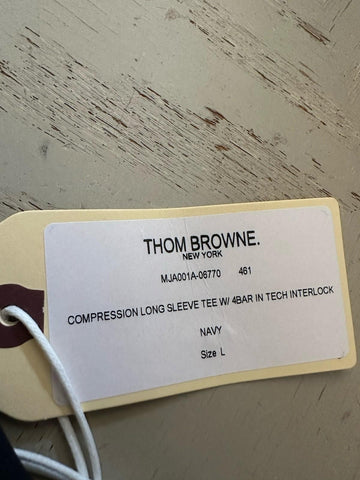 THOM BROWNE.
NEW YORK
MJA001A-06770 461
COMPRESSION LONG SLEEVE TEE W/ 4BAR IN TECH INTERLOCK
NAVY
Size L